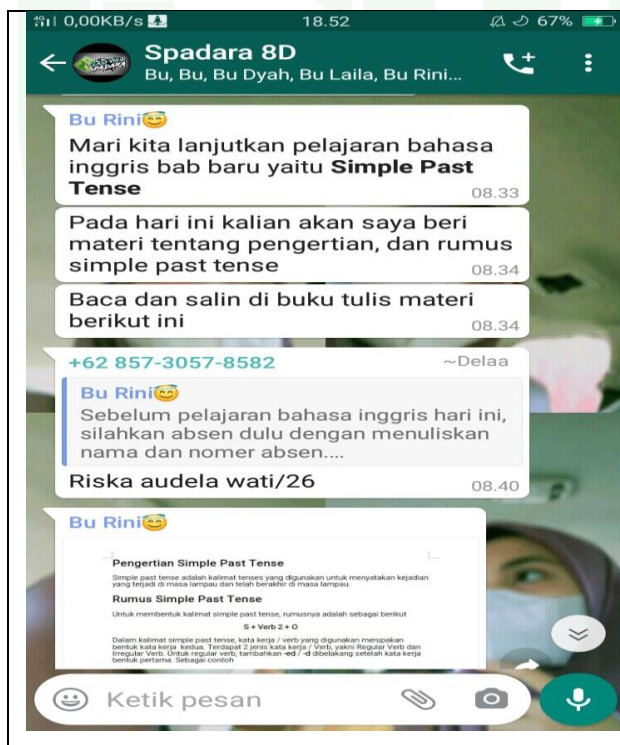 0,00KB/s 18.52 67%
Spadara 8D
Bu, Bu, Bu Dyah, Bu Laila, Bu Rini...
Bu Rini😇
Mari kita lanjutkan pelajaran bahasa
inggris bab baru yaitu Simple Past
Tense
08.33
Pada hari ini kalian akan saya beri
materi tentang pengertian, dan rumus
simple past tense
08.34
Baca dan salin di buku tulis materi
berikut ini
08.34
+62 857-3057-8582 ~Delaa
Bu Rini😇
Sebelum pelajaran bahasa inggris hari ini,
silahkan absen dulu dengan menuliskan
nama dan nomer absen....
Riska audela wati/26
08.40
Bu Rini😇
Pengertian Simple Past Tense
Simple past tense adalah kalimat tenses yang digunakan untuk menyatakan kejadian
yang terjadi di masa lampau dan telah berakhir di masa lampau.
Rumus Simple Past Tense
Untuk membentuk kalimat simple past tense, rumusnya adalah sebagai berikut
S + Verb 2 + O
Dalam kalimat simple past tense, kata kerja / verb yang digunakan merupakan
bentuk kata kerja kedua. Terdapat 2 jenis kata kerja / Verb, yakni Regular Verb dan
Irregular Verb. Untuk regular verb, tambahkan -ed / -d dibelakang setelah kata kerja
bentuk pertama. Sebagai contoh
Ketik pesan